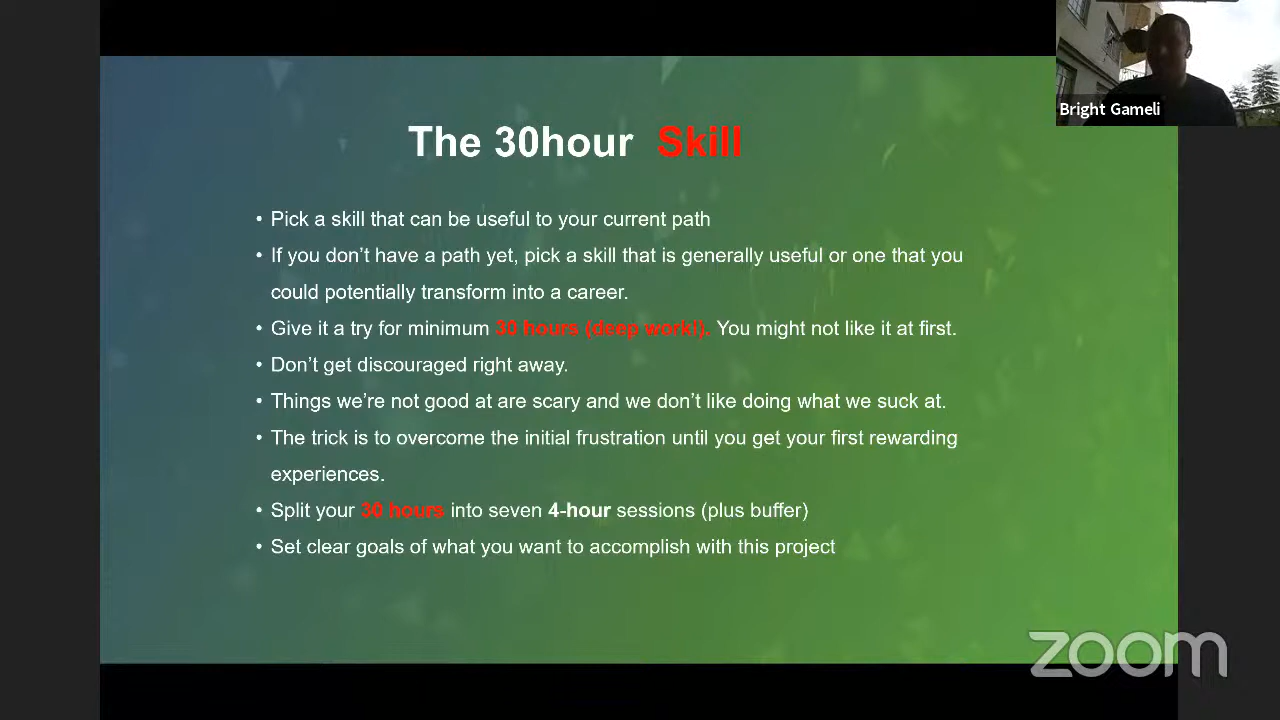 Bright Gameli
The 30hour Skill
• Pick a skill that can be useful to your current path
• If you don’t have a path yet, pick a skill that is generally useful or one that you
could potentially transform into a career.
• Give it a try for minimum 30 hours (deep work!). You might not like it at first.
• Don’t get discouraged right away.
• Things we’re not good at are scary and we don’t like doing what we suck at.
• The trick is to overcome the initial frustration until you get your first rewarding
experiences.
• Split your 30 hours into seven 4-hour sessions (plus buffer)
• Set clear goals of what you want to accomplish with this project
zoom